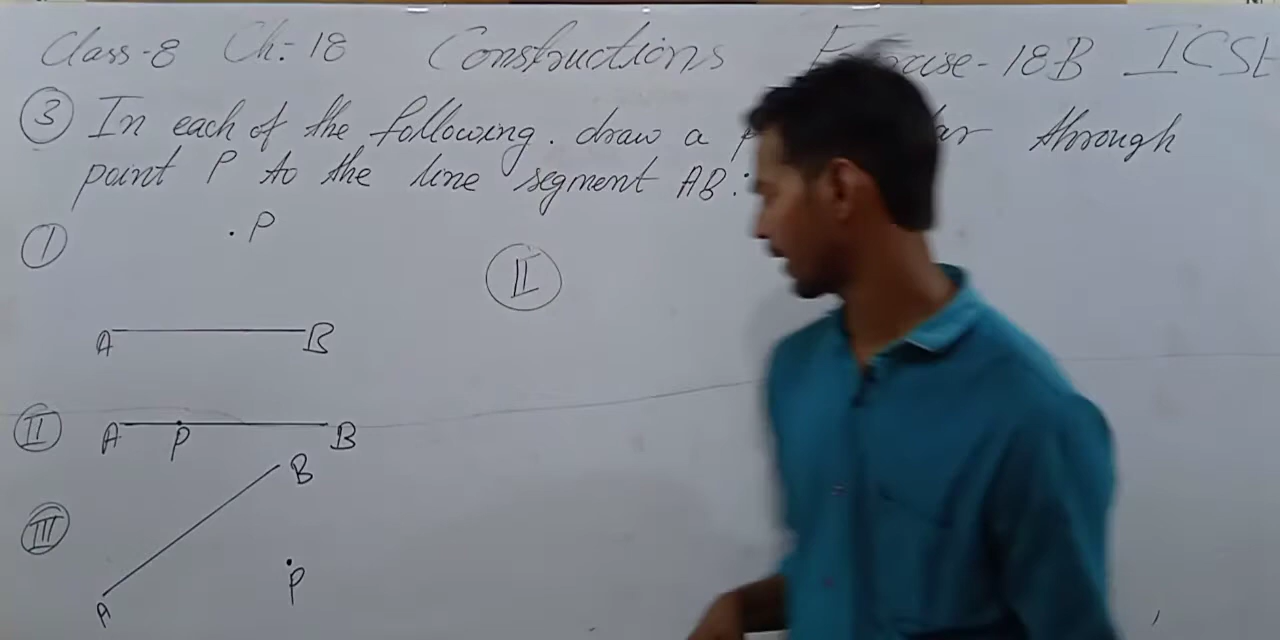 Class-8 Ch:-18 Constructions Exercise-18B ICSE
③ In each of the following. draw a through
point P to the line segment AB:
Ⓘ
. P
II
A B
II
A P B
B
III
P
A